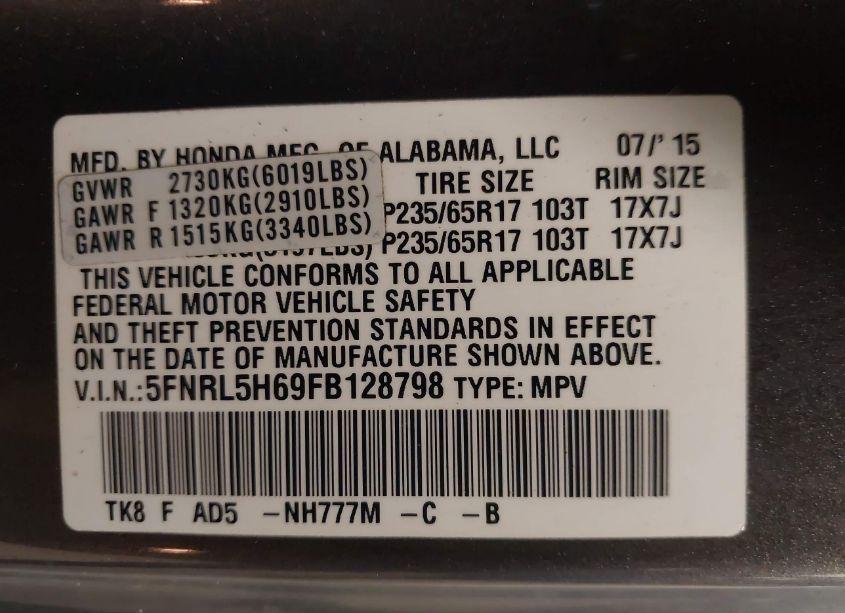 MFD. BY HONDA MFG. OF ALABAMA, LLC 07/' 15
GVWR 2730KG(6019LBS) TIRE SIZE RIM SIZE
GAWR F 1320KG(2910LBS) P235/65R17 103T 17X7J
GAWR R 1515KG(3340LBS) P235/65R17 103T 17X7J
THIS VEHICLE CONFORMS TO ALL APPLICABLE
FEDERAL MOTOR VEHICLE SAFETY
AND THEFT PREVENTION STANDARDS IN EFFECT
ON THE DATE OF MANUFACTURE SHOWN ABOVE.
V.I.N.:5FNRL5H69FB128798 TYPE: MPV
TK8 F AD5 -NH777M -C -B